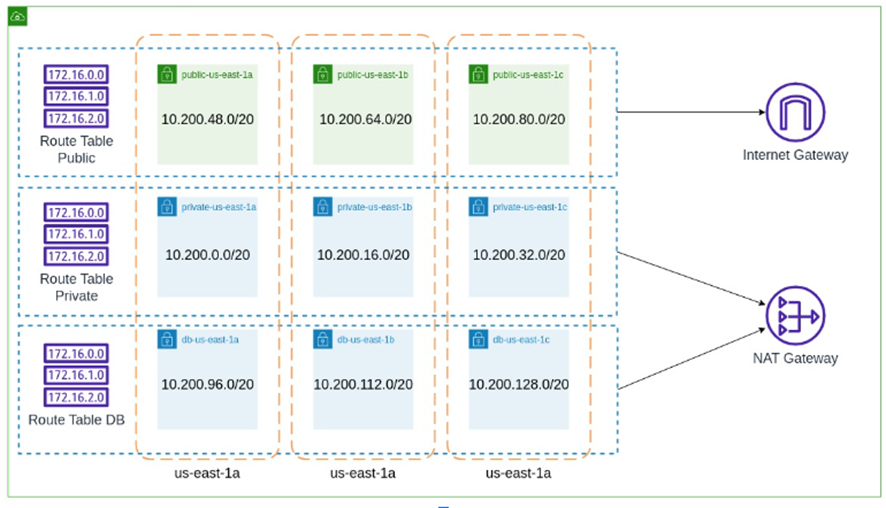 172.16.0.0
172.16.1.0
172.16.2.0
Route Table
Public
public-us-east-1a
10.200.48.0/20
public-us-east-1b
10.200.64.0/20
public-us-east-1c
10.200.80.0/20
Internet Gateway
172.16.0.0
172.16.1.0
172.16.2.0
Route Table
Private
private-us-east-1a
10.200.0.0/20
private-us-east-1b
10.200.16.0/20
private-us-east-1c
10.200.32.0/20
NAT Gateway
172.16.0.0
172.16.1.0
172.16.2.0
Route Table DB
db-us-east-1a
10.200.96.0/20
db-us-east-1b
10.200.112.0/20
db-us-east-1c
10.200.128.0/20
us-east-1a
us-east-1a
us-east-1a